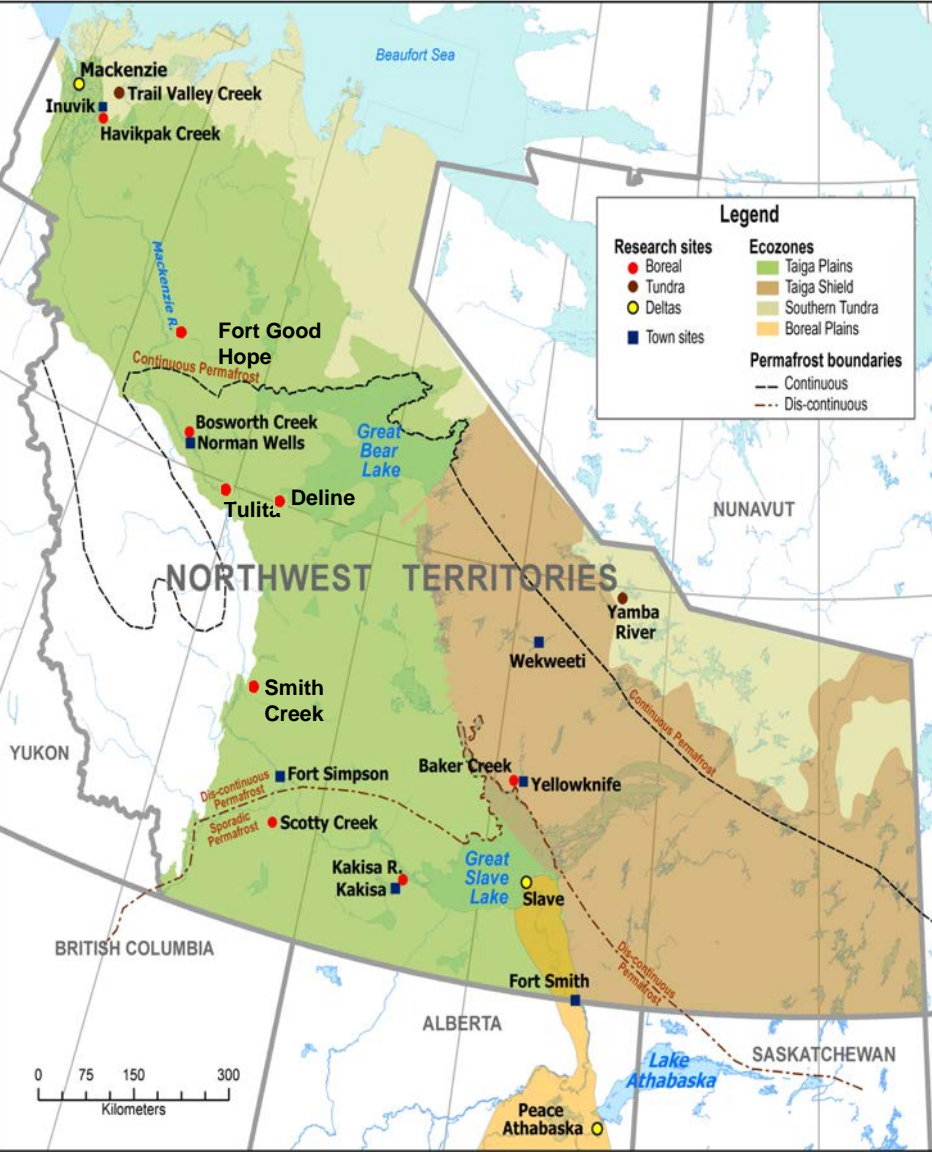 Beaufort Sea
Mackenzie
Trail Valley Creek
Inuvik
Havikpak Creek
Legend
Research sites
Boreal
Tundra
Deltas
Town sites
Ecozones
Taiga Plains
Taiga Shield
Southern Tundra
Boreal Plains
Permafrost boundaries
Continuous
Dis-continuous
Mackenzie R.
Fort Good
Hope
Continuous Permafrost
Bosworth Creek
Norman Wells
Great
Bear
Lake
Tulita
Deline
NUNAVUT
NORTHWEST TERRITORIES
Yamba
River
Wekweeti
Smith
Creek
Continuous Permafrost
YUKON
Baker Creek
Yellowknife
Fort Simpson
Dis-continuous
Permafrost
Sporadic
Permafrost
Scotty Creek
Kakisa R.
Kakisa
Great
Slave
Lake
Slave
BRITISH COLUMBIA
Dis-continuous
Permafrost
Fort Smith
ALBERTA
SASKATCHEWAN
Lake
Athabaska
0 75 150 300
Kilometers
Peace
Athabaska